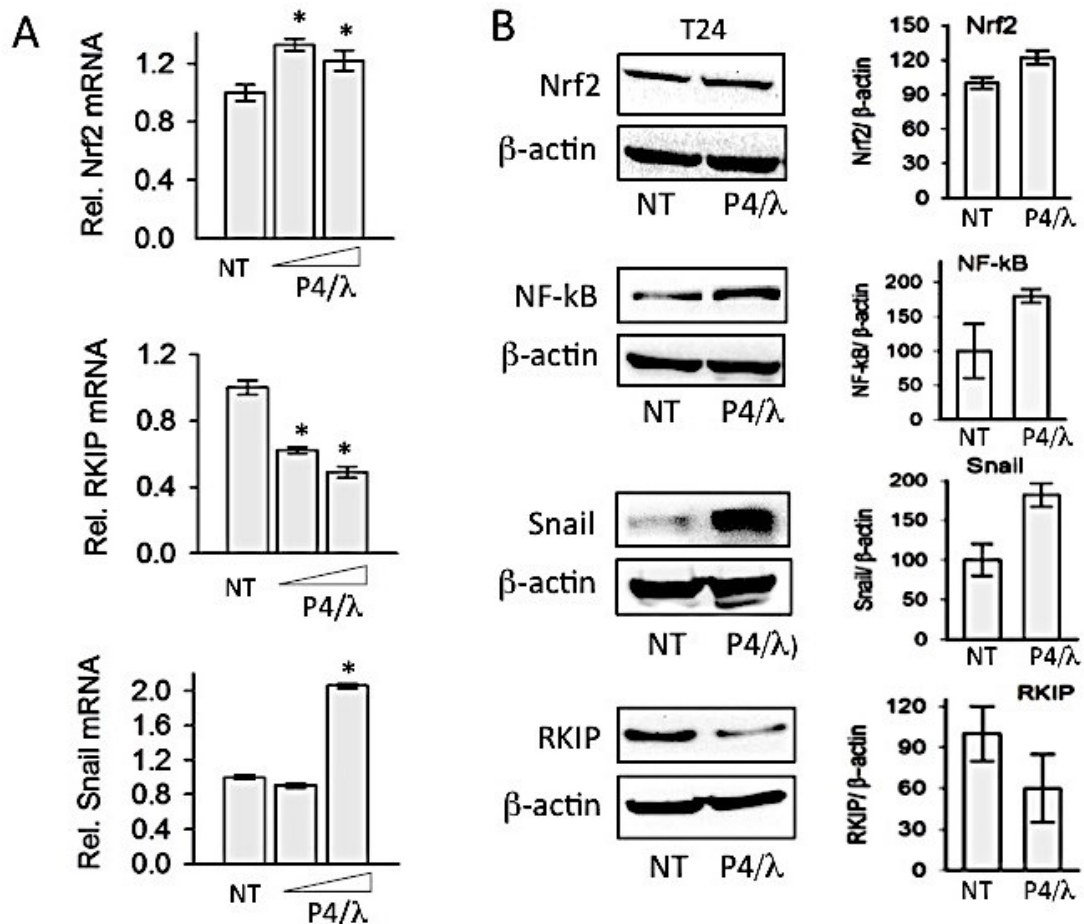 A
Rel. Nrf2 mRNA
1.2
0.8
0.4
0.0
*
*
NT
P4/λ
Rel. RKIP mRNA
1.2
0.8
0.4
0.0
*
*
NT
P4/λ
Rel. Snail mRNA
2.0
1.6
1.2
0.8
0.4
0.0
*
NT
P4/λ
B
T24
Nrf2
β-actin
NT P4/λ
Nrf2
Nrf2/ β-actin
150
120
90
60
30
0
NT P4/λ
NF-kB
β-actin
NT P4/λ
NF-kB
NF-kB/ β-actin
200
150
100
50
0
NT P4/λ
Snail
β-actin
NT P4/λ)
Snail
Snail/ β-actin
200
150
100
50
0
NT P4/λ
RKIP
β-actin
NT P4/λ
RKIP
RKIP/ β-actin
120
90
60
30
0
NT P4/λ